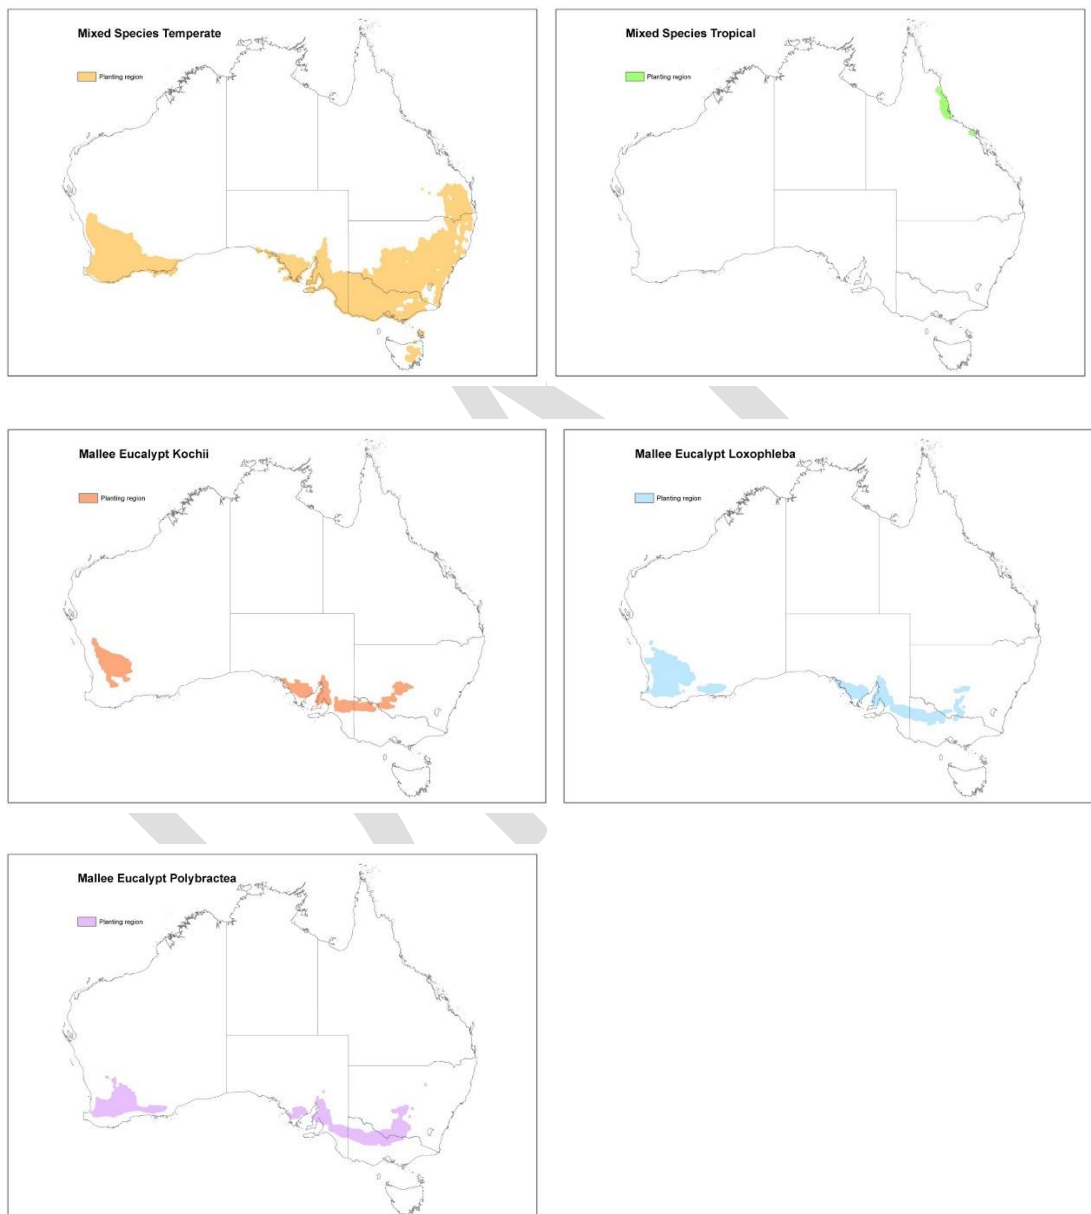 Mixed Species Temperate
Planting region
Mixed Species Tropical
Planting region
Mallee Eucalypt Kochii
Planting region
Mallee Eucalypt Loxophleba
Planting region
Mallee Eucalypt Polybractea
Planting region